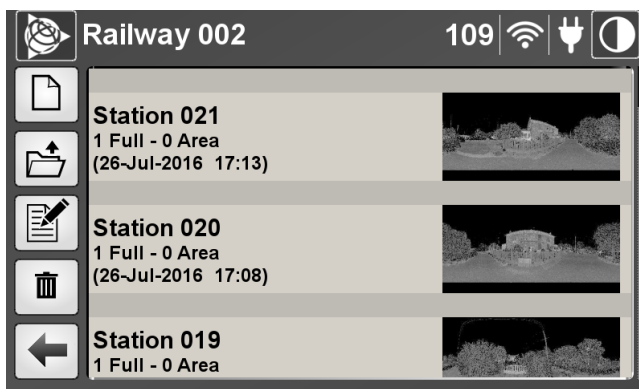 Railway 002
109
Station 021
1 Full - 0 Area
(26-Jul-2016 17:13)
Station 020
1 Full - 0 Area
(26-Jul-2016 17:08)
Station 019
1 Full - 0 Area